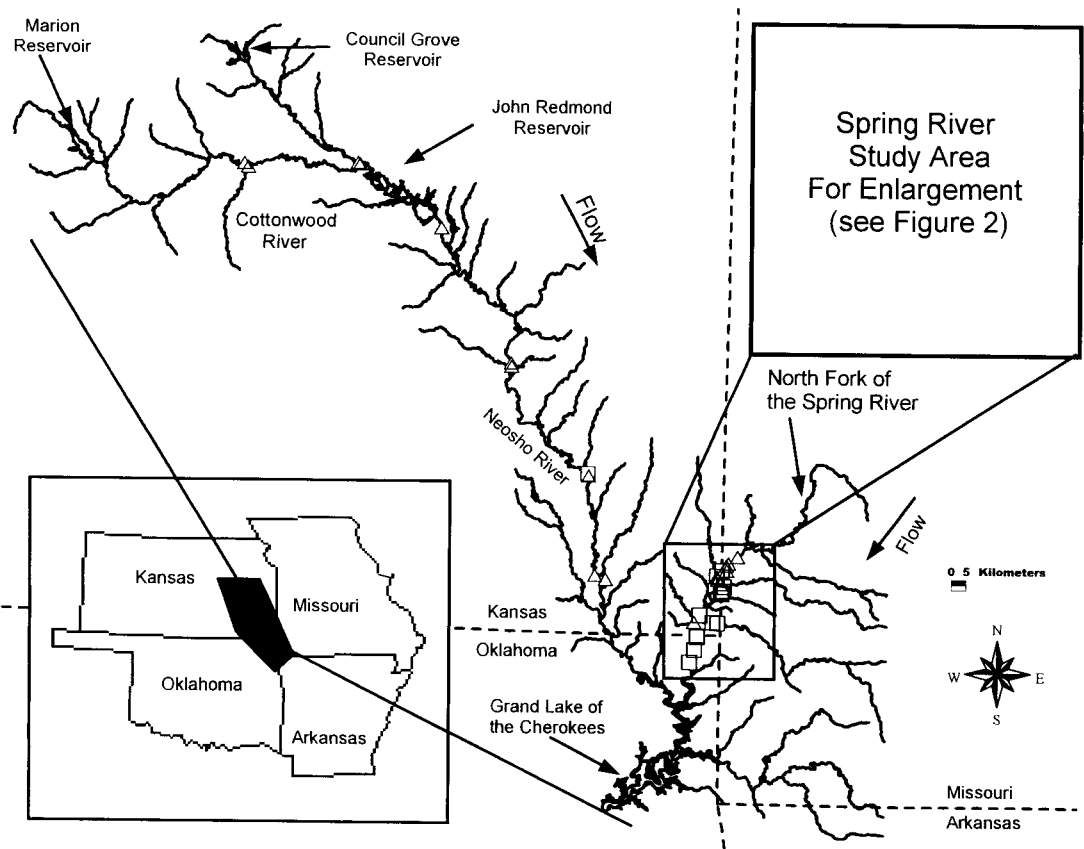 Marion
Reservoir
Council Grove
Reservoir
John Redmond
Reservoir
Spring River
Study Area
For Enlargement
(see Figure 2)
Cottonwood
River
Flow
North Fork of
the Spring River
Neosho River
Flow
0 5 Kilometers
Kansas
Missouri
Oklahoma
Arkansas
Kansas
Oklahoma
N
W
E
S
Grand Lake of
the Cherokees
Missouri
Arkansas